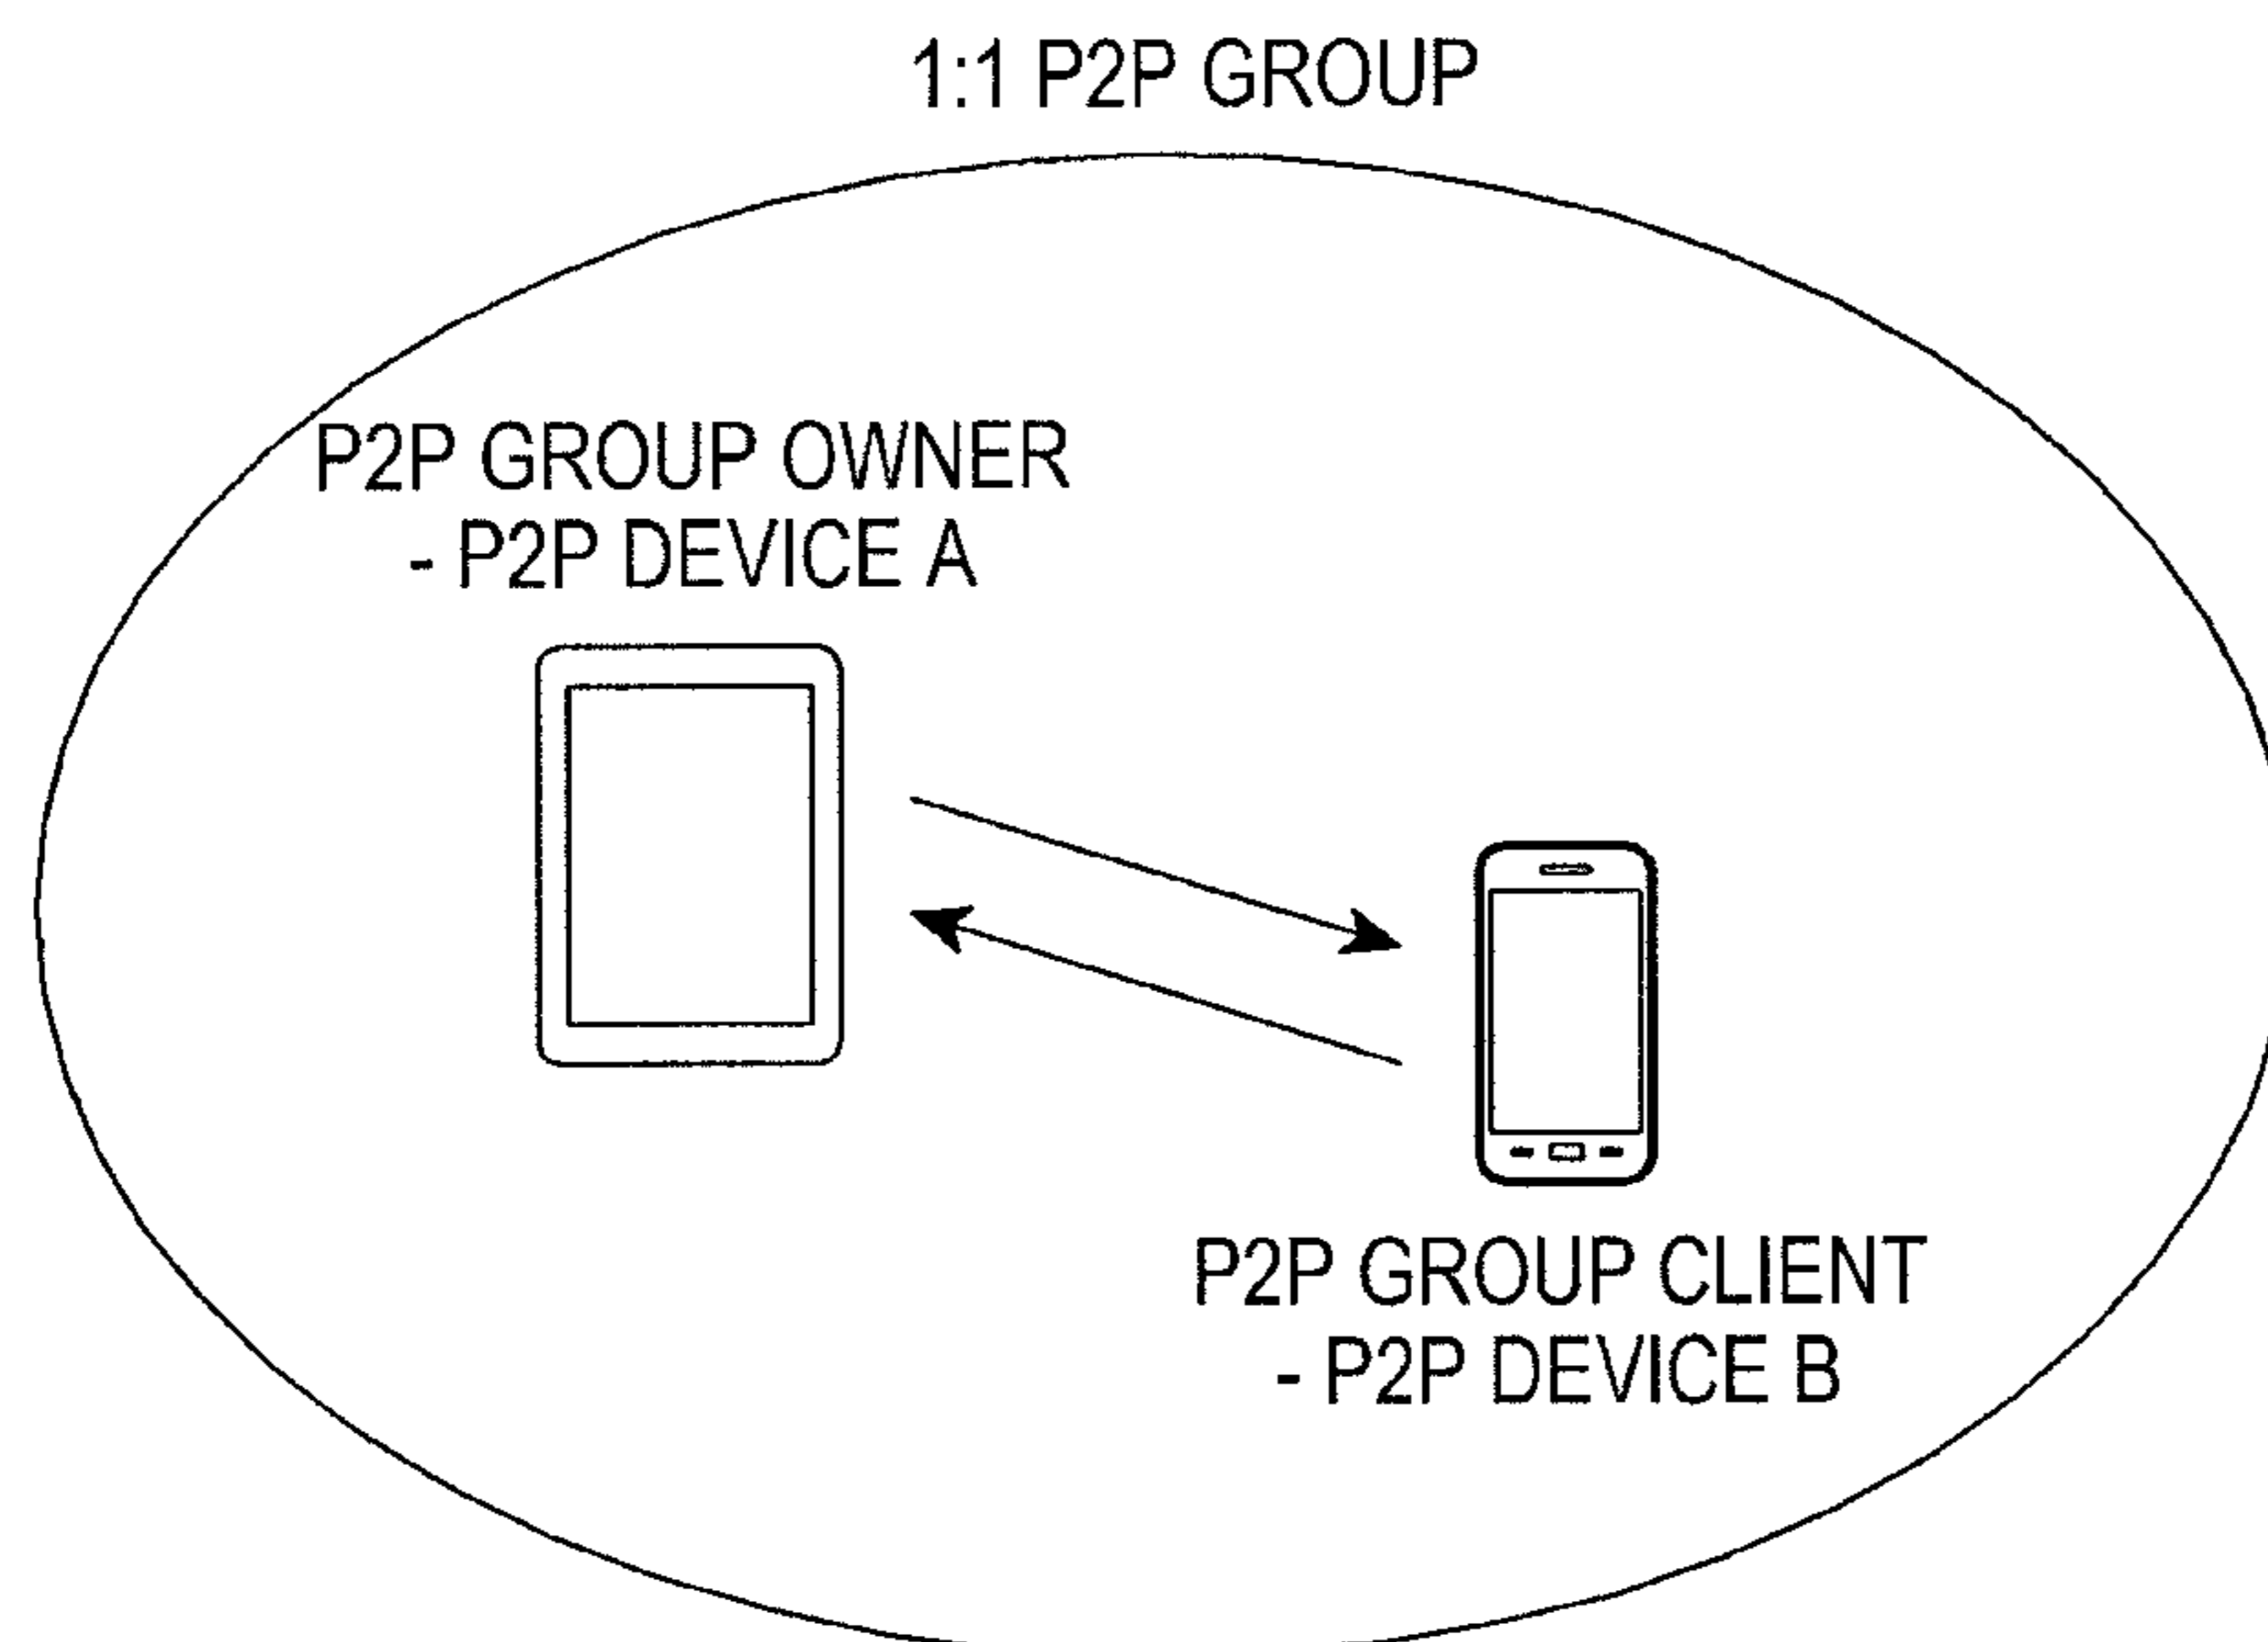 1:1 P2P GROUP
P2P GROUP OWNER
- P2P DEVICE A
P2P GROUP CLIENT
- P2P DEVICE B